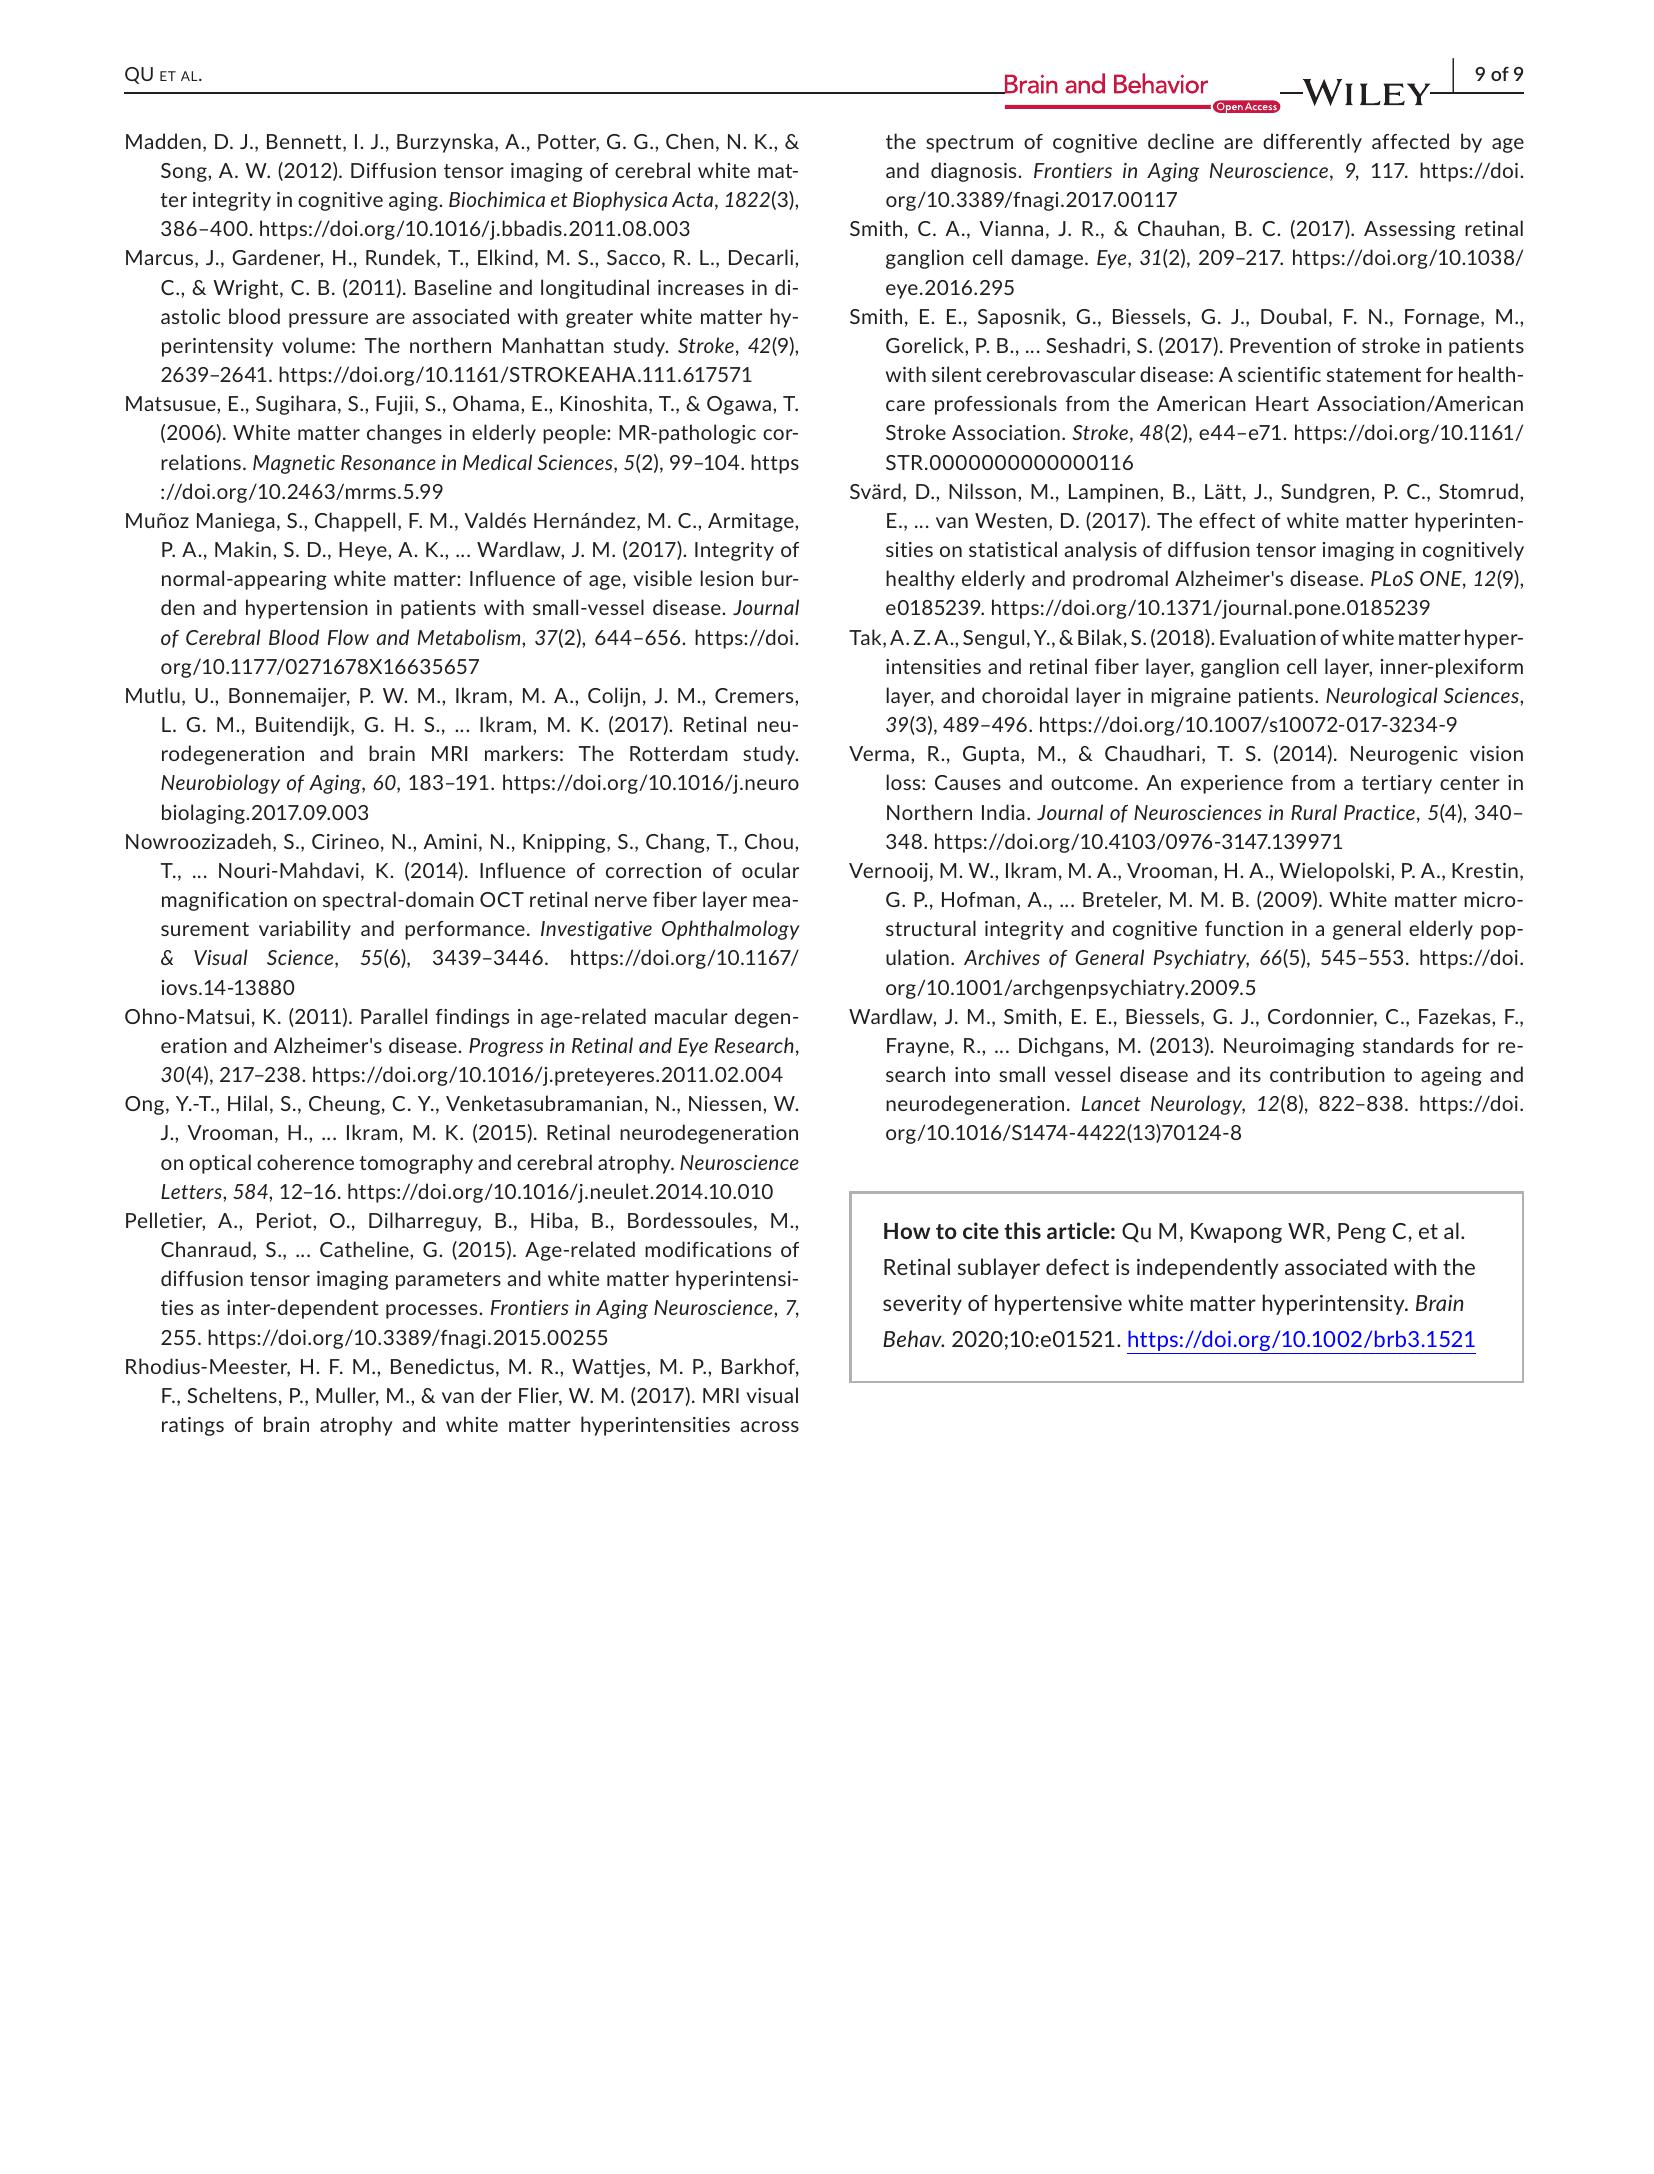 QU ET AL.
Brain and Behavior
Open Access
WILEY
9 of 9
Madden, D. J., Bennett, I. J., Burzynska, A., Potter, G. G., Chen, N. K., &
Song, A. W. (2012). Diffusion tensor imaging of cerebral white mat-
ter integrity in cognitive aging. Biochimica et Biophysica Acta, 1822(3),
386–400. https://doi.org/10.1016/j.bbadis.2011.08.003
Marcus, J., Gardener, H., Rundek, T., Elkind, M. S., Sacco, R. L., Decarli,
C., & Wright, C. B. (2011). Baseline and longitudinal increases in di-
astolic blood pressure are associated with greater white matter hy-
perintensity volume: The northern Manhattan study. Stroke, 42(9),
2639–2641. https://doi.org/10.1161/STROKEAHA.111.617571
Matsusue, E., Sugihara, S., Fujii, S., Ohama, E., Kinoshita, T., & Ogawa, T.
(2006). White matter changes in elderly people: MR-pathologic cor-
relations. Magnetic Resonance in Medical Sciences, 5(2), 99–104. https
://doi.org/10.2463/mrms.5.99
Muñoz Maniega, S., Chappell, F. M., Valdés Hernández, M. C., Armitage,
P. A., Makin, S. D., Heye, A. K., … Wardlaw, J. M. (2017). Integrity of
normal-appearing white matter: Influence of age, visible lesion bur-
den and hypertension in patients with small-vessel disease. Journal
of Cerebral Blood Flow and Metabolism, 37(2), 644–656. https://doi.
org/10.1177/0271678X16635657
Mutlu, U., Bonnemaijer, P. W. M., Ikram, M. A., Colijn, J. M., Cremers,
L. G. M., Buitendijk, G. H. S., … Ikram, M. K. (2017). Retinal neu-
rodegeneration and brain MRI markers: The Rotterdam study.
Neurobiology of Aging, 60, 183–191. https://doi.org/10.1016/j.neuro
biolaging.2017.09.003
Nowroozizadeh, S., Cirineo, N., Amini, N., Knipping, S., Chang, T., Chou,
T., … Nouri-Mahdavi, K. (2014). Influence of correction of ocular
magnification on spectral-domain OCT retinal nerve fiber layer mea-
surement variability and performance. Investigative Ophthalmology
& Visual Science, 55(6), 3439–3446. https://doi.org/10.1167/
iovs.14-13880
Ohno-Matsui, K. (2011). Parallel findings in age-related macular degen-
eration and Alzheimer's disease. Progress in Retinal and Eye Research,
30(4), 217–238. https://doi.org/10.1016/j.preteyeres.2011.02.004
Ong, Y.-T., Hilal, S., Cheung, C. Y., Venketasubramanian, N., Niessen, W.
J., Vrooman, H., … Ikram, M. K. (2015). Retinal neurodegeneration
on optical coherence tomography and cerebral atrophy. Neuroscience
Letters, 584, 12–16. https://doi.org/10.1016/j.neulet.2014.10.010
Pelletier, A., Periot, O., Dilharreguy, B., Hiba, B., Bordessoules, M.,
Chanraud, S., … Catheline, G. (2015). Age-related modifications of
diffusion tensor imaging parameters and white matter hyperintensi-
ties as inter-dependent processes. Frontiers in Aging Neuroscience, 7,
255. https://doi.org/10.3389/fnagi.2015.00255
Rhodius-Meester, H. F. M., Benedictus, M. R., Wattjes, M. P., Barkhof,
F., Scheltens, P., Muller, M., & van der Flier, W. M. (2017). MRI visual
ratings of brain atrophy and white matter hyperintensities across
the spectrum of cognitive decline are differently affected by age
and diagnosis. Frontiers in Aging Neuroscience, 9, 117. https://doi.
org/10.3389/fnagi.2017.00117
Smith, C. A., Vianna, J. R., & Chauhan, B. C. (2017). Assessing retinal
ganglion cell damage. Eye, 31(2), 209–217. https://doi.org/10.1038/
eye.2016.295
Smith, E. E., Saposnik, G., Biessels, G. J., Doubal, F. N., Fornage, M.,
Gorelick, P. B., … Seshadri, S. (2017). Prevention of stroke in patients
with silent cerebrovascular disease: A scientific statement for health-
care professionals from the American Heart Association/American
Stroke Association. Stroke, 48(2), e44–e71. https://doi.org/10.1161/
STR.0000000000000116
Svärd, D., Nilsson, M., Lampinen, B., Lätt, J., Sundgren, P. C., Stomrud,
E., … van Westen, D. (2017). The effect of white matter hyperinten-
sities on statistical analysis of diffusion tensor imaging in cognitively
healthy elderly and prodromal Alzheimer's disease. PLoS ONE, 12(9),
e0185239. https://doi.org/10.1371/journal.pone.0185239
Tak, A. Z. A., Sengul, Y., & Bilak, S. (2018). Evaluation of white matter hyper-
intensities and retinal fiber layer, ganglion cell layer, inner-plexiform
layer, and choroidal layer in migraine patients. Neurological Sciences,
39(3), 489–496. https://doi.org/10.1007/s10072-017-3234-9
Verma, R., Gupta, M., & Chaudhari, T. S. (2014). Neurogenic vision
loss: Causes and outcome. An experience from a tertiary center in
Northern India. Journal of Neurosciences in Rural Practice, 5(4), 340–
348. https://doi.org/10.4103/0976-3147.139971
Vernooij, M. W., Ikram, M. A., Vrooman, H. A., Wielopolski, P. A., Krestin,
G. P., Hofman, A., … Breteler, M. M. B. (2009). White matter micro-
structural integrity and cognitive function in a general elderly pop-
ulation. Archives of General Psychiatry, 66(5), 545–553. https://doi.
org/10.1001/archgenpsychiatry.2009.5
Wardlaw, J. M., Smith, E. E., Biessels, G. J., Cordonnier, C., Fazekas, F.,
Frayne, R., … Dichgans, M. (2013). Neuroimaging standards for re-
search into small vessel disease and its contribution to ageing and
neurodegeneration. Lancet Neurology, 12(8), 822–838. https://doi.
org/10.1016/S1474-4422(13)70124-8
How to cite this article: Qu M, Kwapong WR, Peng C, et al.
Retinal sublayer defect is independently associated with the
severity of hypertensive white matter hyperintensity. Brain
Behav. 2020;10:e01521. https://doi.org/10.1002/brb3.1521